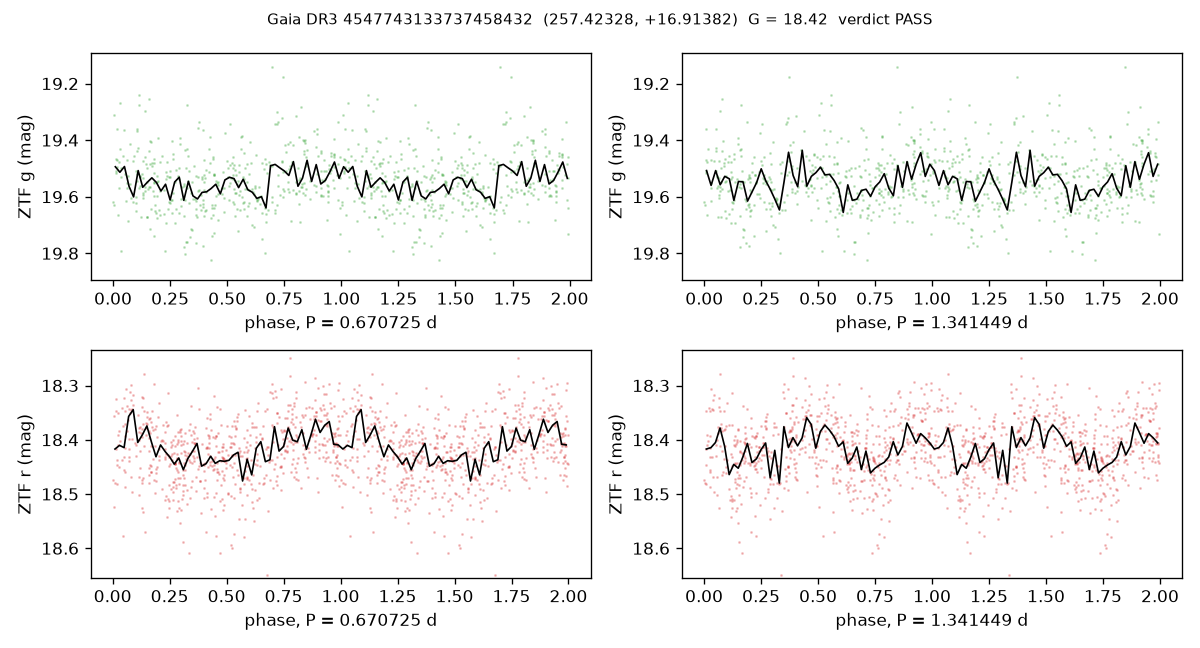 Gaia DR3 4547743133737458432  (257.42328, +16.91382)  G = 18.42  verdict PASS
ZTF g (mag)
19.2
19.4
19.6
19.8
0.00 0.25 0.50 0.75 1.00 1.25 1.50 1.75 2.00
phase, P = 0.670725 d
ZTF g (mag)
19.2
19.4
19.6
19.8
0.00 0.25 0.50 0.75 1.00 1.25 1.50 1.75 2.00
phase, P = 1.341449 d
ZTF r (mag)
18.3
18.4
18.5
18.6
0.00 0.25 0.50 0.75 1.00 1.25 1.50 1.75 2.00
phase, P = 0.670725 d
ZTF r (mag)
18.3
18.4
18.5
18.6
0.00 0.25 0.50 0.75 1.00 1.25 1.50 1.75 2.00
phase, P = 1.341449 d